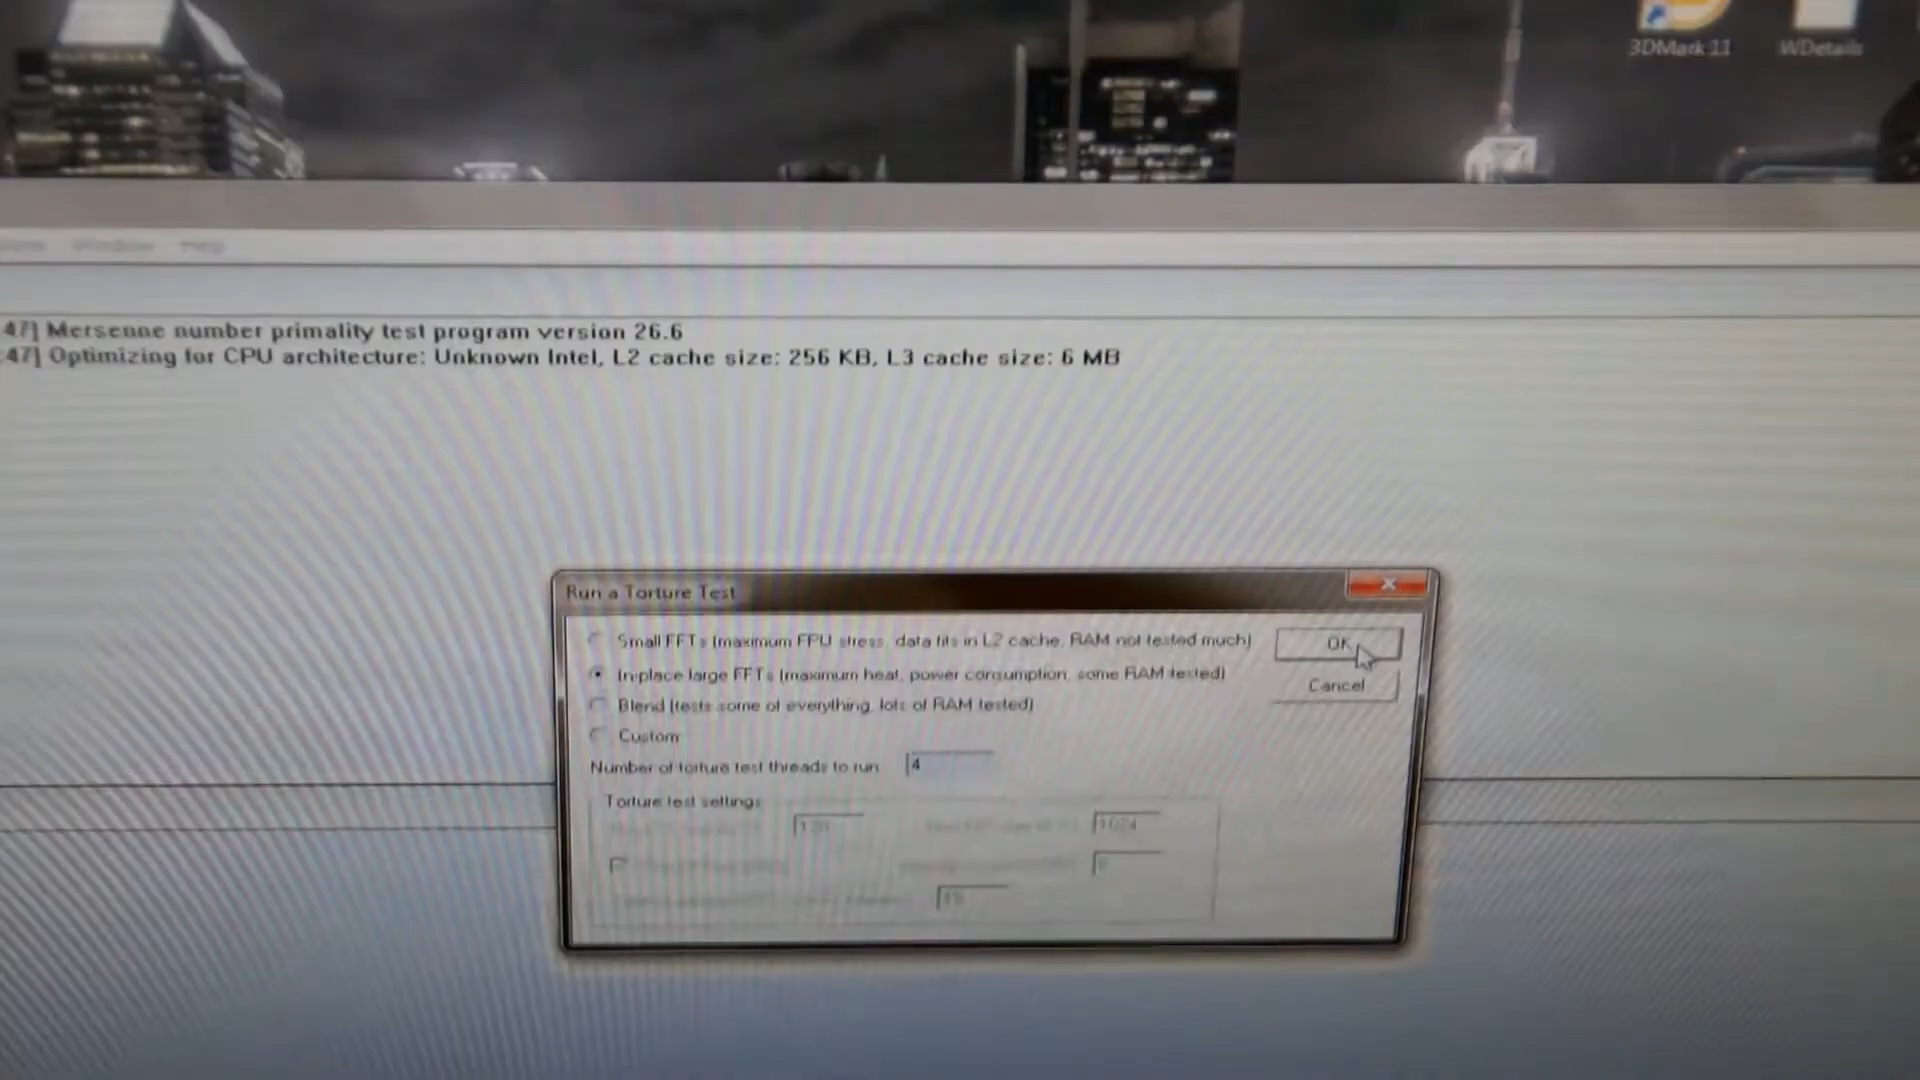 3DMark 11
WDetails
Window Help
47] Mersenne number primality test program version 26.6
:47] Optimizing for CPU architecture: Unknown Intel, L2 cache size: 256 KB, L3 cache size: 6 MB
Run a Torture Test
Small FFTs (maximum FPU stress, data fits in L2 cache, RAM not tested much)
OK
In-place large FFTs (maximum heat, power consumption, some RAM tested)
Cancel
Blend (tests some of everything, lots of RAM tested)
Custom
Number of torture test threads to run: 4
Torture test settings
1024
15